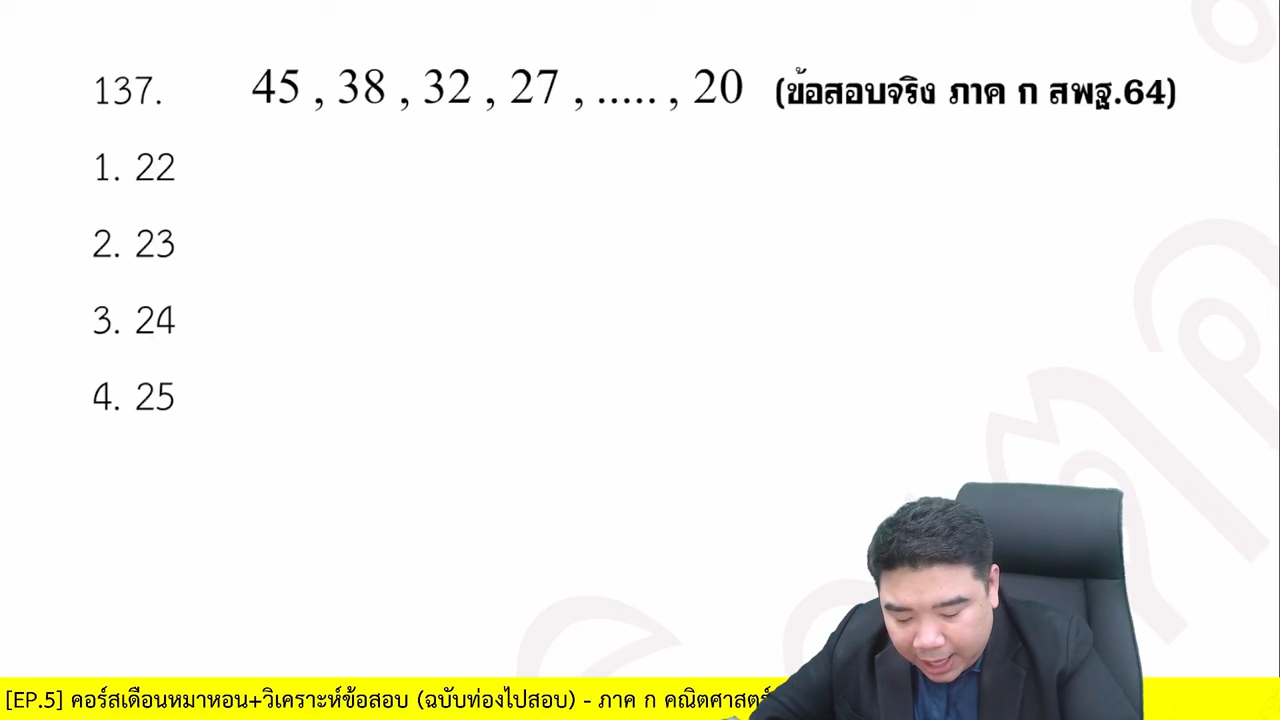 137. 45 , 38 , 32 , 27 , ..... , 20 (ข้อสอบจริง ภาค ก สพฐ.64)
1. 22
2. 23
3. 24
4. 25
[EP.5] คอร์สเดือนหมาหอน+วิเคราะห์ข้อสอบ (ฉบับท่องไปสอบ) - ภาค ก คณิตศาสตร์